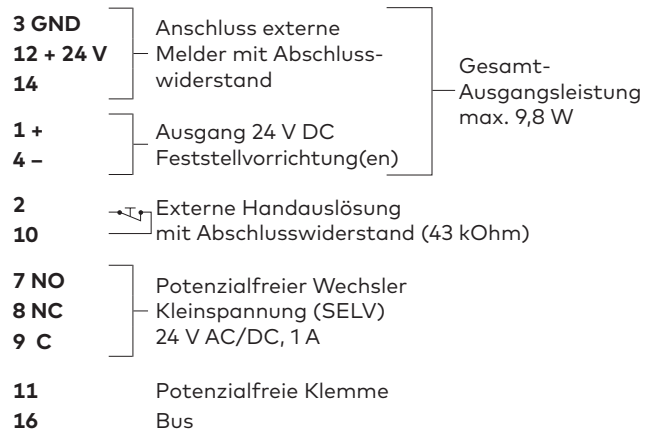 3 GND
12 + 24 V
14
Anschluss externe
Melder mit Abschluss-
widerstand
1 +
4 –
Ausgang 24 V DC
Feststellvorrichtung(en)
Gesamt-
Ausgangsleistung
max. 9,8 W
2
10
Externe Handauslösung
mit Abschlusswiderstand (43 kOhm)
7 NO
8 NC
9 C
Potenzialfreier Wechsler
Kleinspannung (SELV)
24 V AC/DC, 1 A
11 Potenzialfreie Klemme
16 Bus